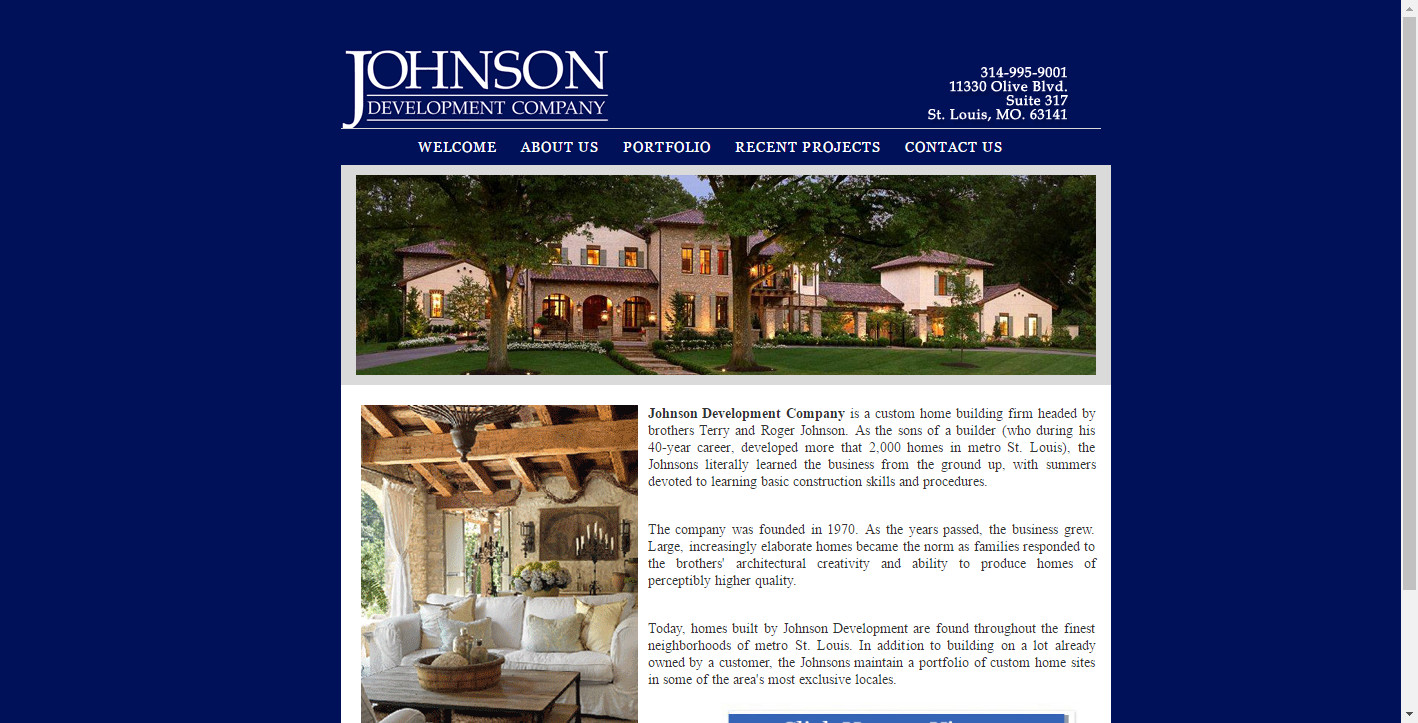 JOHNSON
DEVELOPMENT COMPANY
314-995-9001
11330 Olive Blvd.
Suite 317
St. Louis, MO. 63141
WELCOME ABOUT US PORTFOLIO RECENT PROJECTS CONTACT US
Johnson Development Company is a custom home building firm headed by
brothers Terry and Roger Johnson. As the sons of a builder (who during his
40-year career, developed more that 2,000 homes in metro St. Louis), the
Johnsons literally learned the business from the ground up, with summers
devoted to learning basic construction skills and procedures.
The company was founded in 1970. As the years passed, the business grew.
Large, increasingly elaborate homes became the norm as families responded to
the brothers' architectural creativity and ability to produce homes of
perceptibly higher quality.
Today, homes built by Johnson Development are found throughout the finest
neighborhoods of metro St. Louis. In addition to building on a lot already
owned by a customer, the Johnsons maintain a portfolio of custom home sites
in some of the area's most exclusive locales.